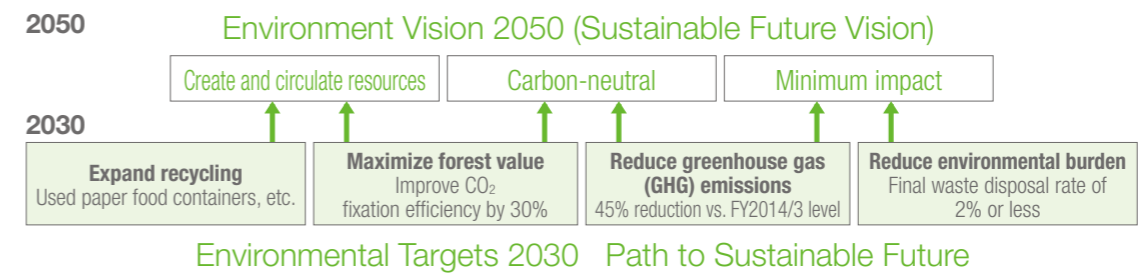 2050
Environment Vision 2050 (Sustainable Future Vision)
Create and circulate resources
Carbon-neutral
Minimum impact
2030
Expand recycling
Used paper food containers, etc.
Maximize forest value
Improve CO₂
fixation efficiency by 30%
Reduce greenhouse gas
(GHG) emissions
45% reduction vs. FY2014/3 level
Reduce environmental burden
Final waste disposal rate of
2% or less
Environmental Targets 2030 Path to Sustainable Future